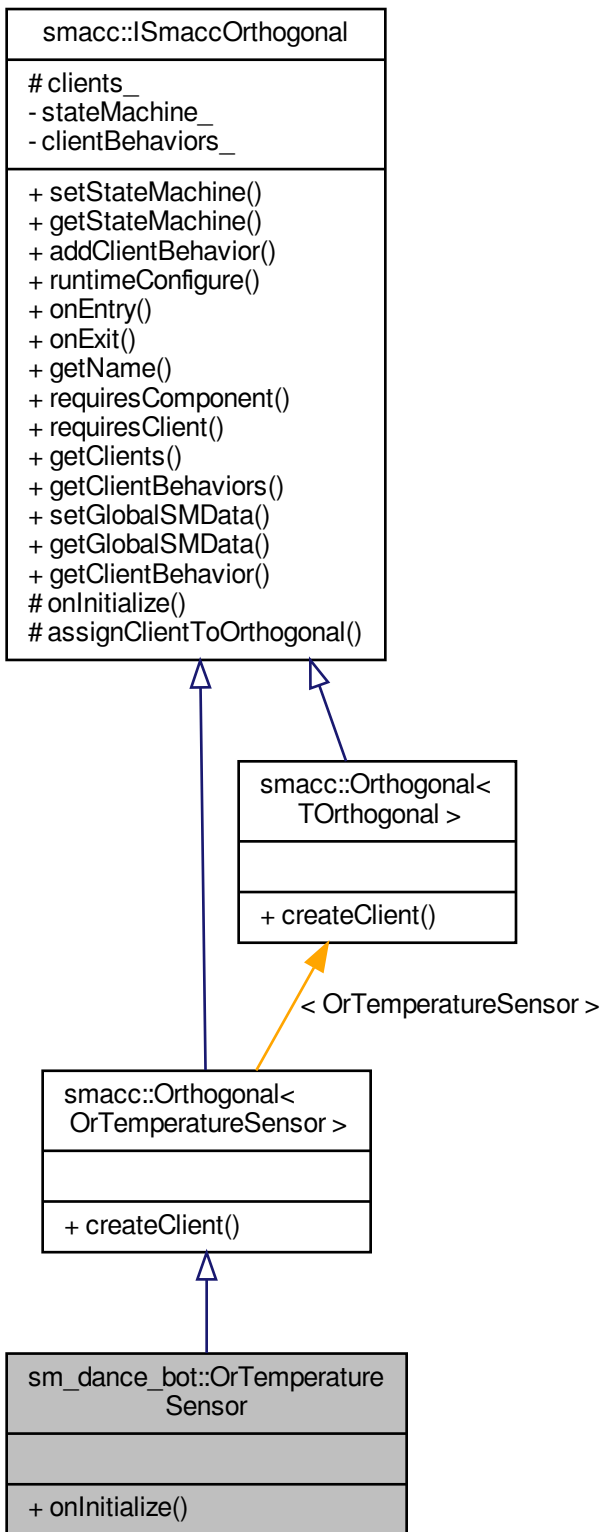 smacc::ISmaccOrthogonal
# clients_
- stateMachine_
- clientBehaviors_
+ setStateMachine()
+ getStateMachine()
+ addClientBehavior()
+ runtimeConfigure()
+ onEntry()
+ onExit()
+ getName()
+ requiresComponent()
+ requiresClient()
+ getClients()
+ getClientBehaviors()
+ setGlobalSMData()
+ getGlobalSMData()
+ getClientBehavior()
# onInitialize()
# assignClientToOrthogonal()
smacc::Orthogonal<
TOrthogonal >
+ createClient()
< OrTemperatureSensor >
smacc::Orthogonal<
OrTemperatureSensor >
+ createClient()
sm_dance_bot::OrTemperature
Sensor
+ onInitialize()